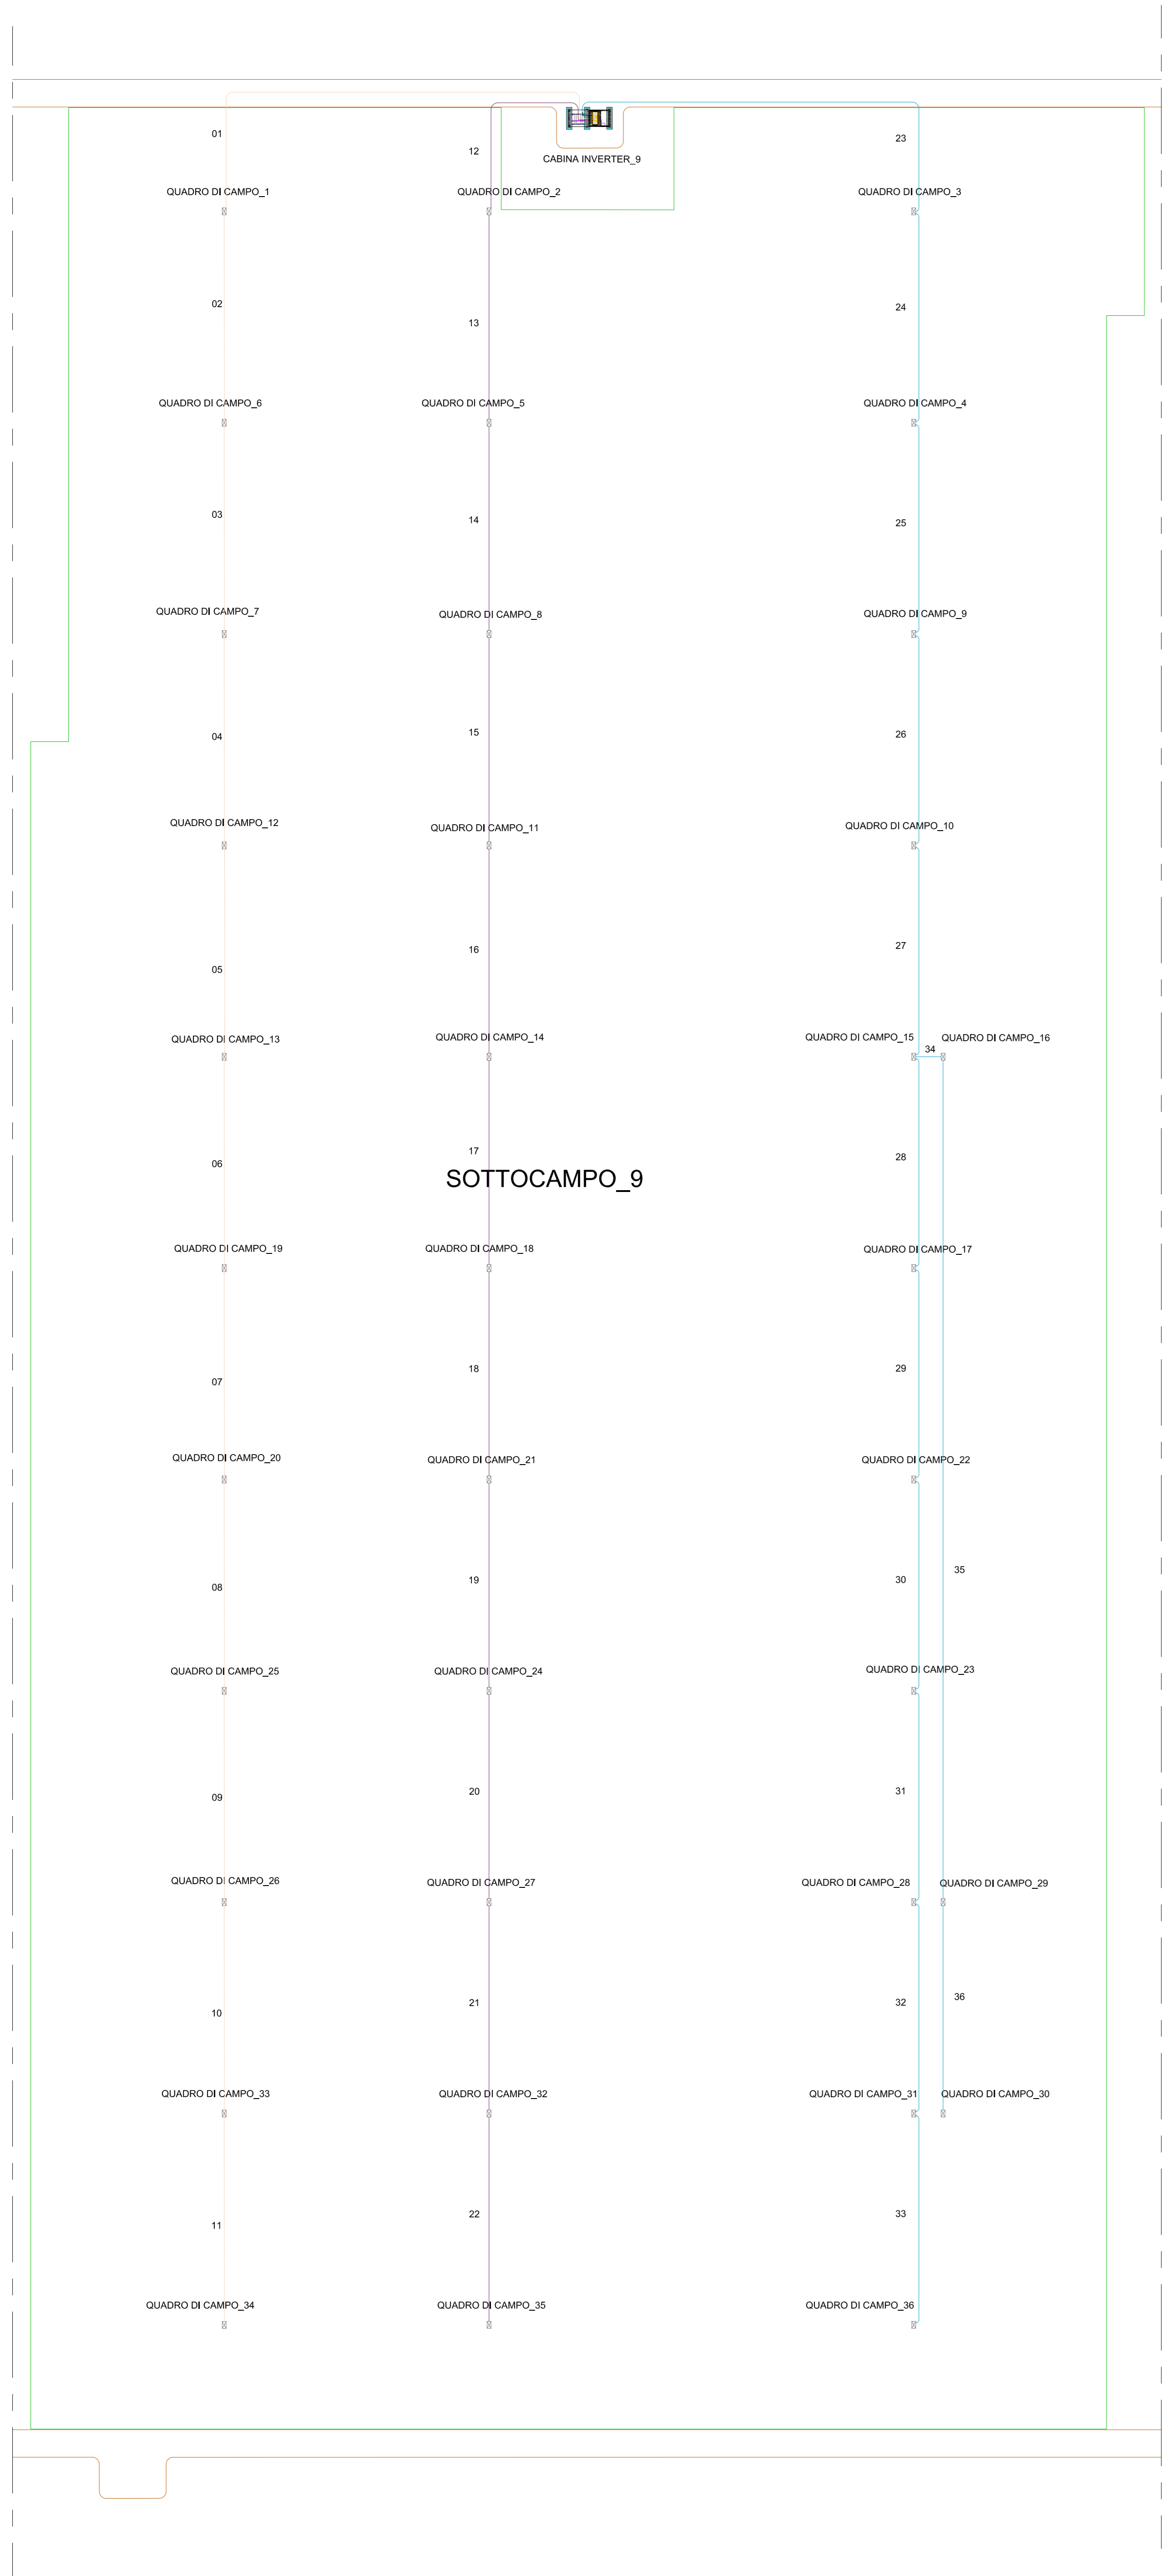 01
12
23
CABINA INVERTER_9
QUADRO DI CAMPO_1
QUADRO DI CAMPO_2
QUADRO DI CAMPO_3
02
13
24
QUADRO DI CAMPO_6
QUADRO DI CAMPO_5
QUADRO DI CAMPO_4
03
14
25
QUADRO DI CAMPO_7
QUADRO DI CAMPO_8
QUADRO DI CAMPO_9
04
15
26
QUADRO DI CAMPO_12
QUADRO DI CAMPO_11
QUADRO DI CAMPO_10
05
16
27
QUADRO DI CAMPO_13
QUADRO DI CAMPO_14
QUADRO DI CAMPO_15
34
QUADRO DI CAMPO_16
06
17
28
SOTTOCAMPO_9
QUADRO DI CAMPO_19
QUADRO DI CAMPO_18
QUADRO DI CAMPO_17
07
18
29
QUADRO DI CAMPO_20
QUADRO DI CAMPO_21
QUADRO DI CAMPO_22
08
19
30
35
QUADRO DI CAMPO_25
QUADRO DI CAMPO_24
QUADRO DI CAMPO_23
09
20
31
QUADRO DI CAMPO_26
QUADRO DI CAMPO_27
QUADRO DI CAMPO_28
QUADRO DI CAMPO_29
10
21
32
36
QUADRO DI CAMPO_33
QUADRO DI CAMPO_32
QUADRO DI CAMPO_31
QUADRO DI CAMPO_30
11
22
33
QUADRO DI CAMPO_34
QUADRO DI CAMPO_35
QUADRO DI CAMPO_36